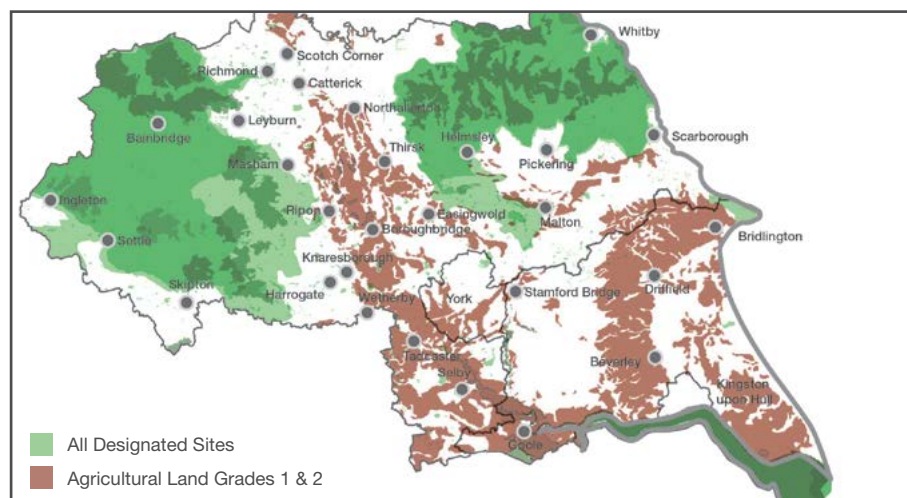 Whitby
Scotch Corner
Richmond
Catterick
Northallerton
Leyburn
Bainbridge
Helmsley
Scarborough
Thirsk
Pickering
Masham
Ingleton
Ripon
Easingwold
Malton
Boroughbridge
Bridlington
Settle
Knaresborough
Harrogate
Skipton
Wetherby
York
Stamford Bridge
Driffield
Tadcaster
Beverley
Selby
Kingston
upon Hull
Goole
All Designated Sites
Agricultural Land Grades 1 & 2